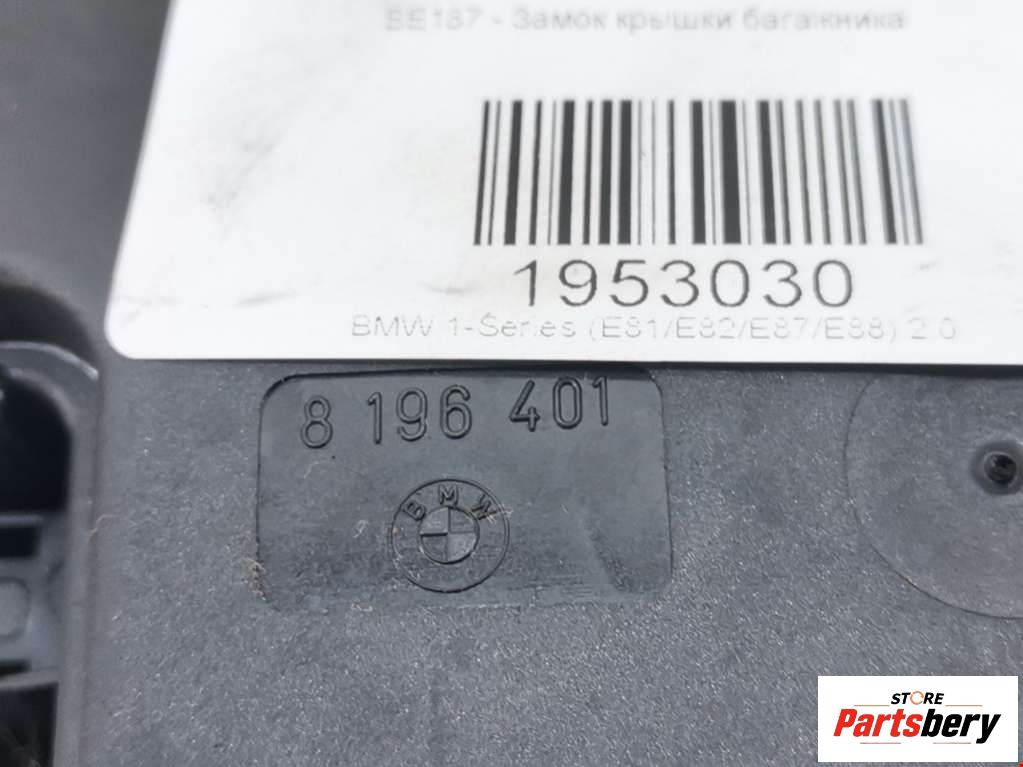 BE187 - Замок крышки багажника
1953030
BMW 1-Series (E81/E82/E87/E88) 2.0
8 196 401
BMW
STORE
Partsbery